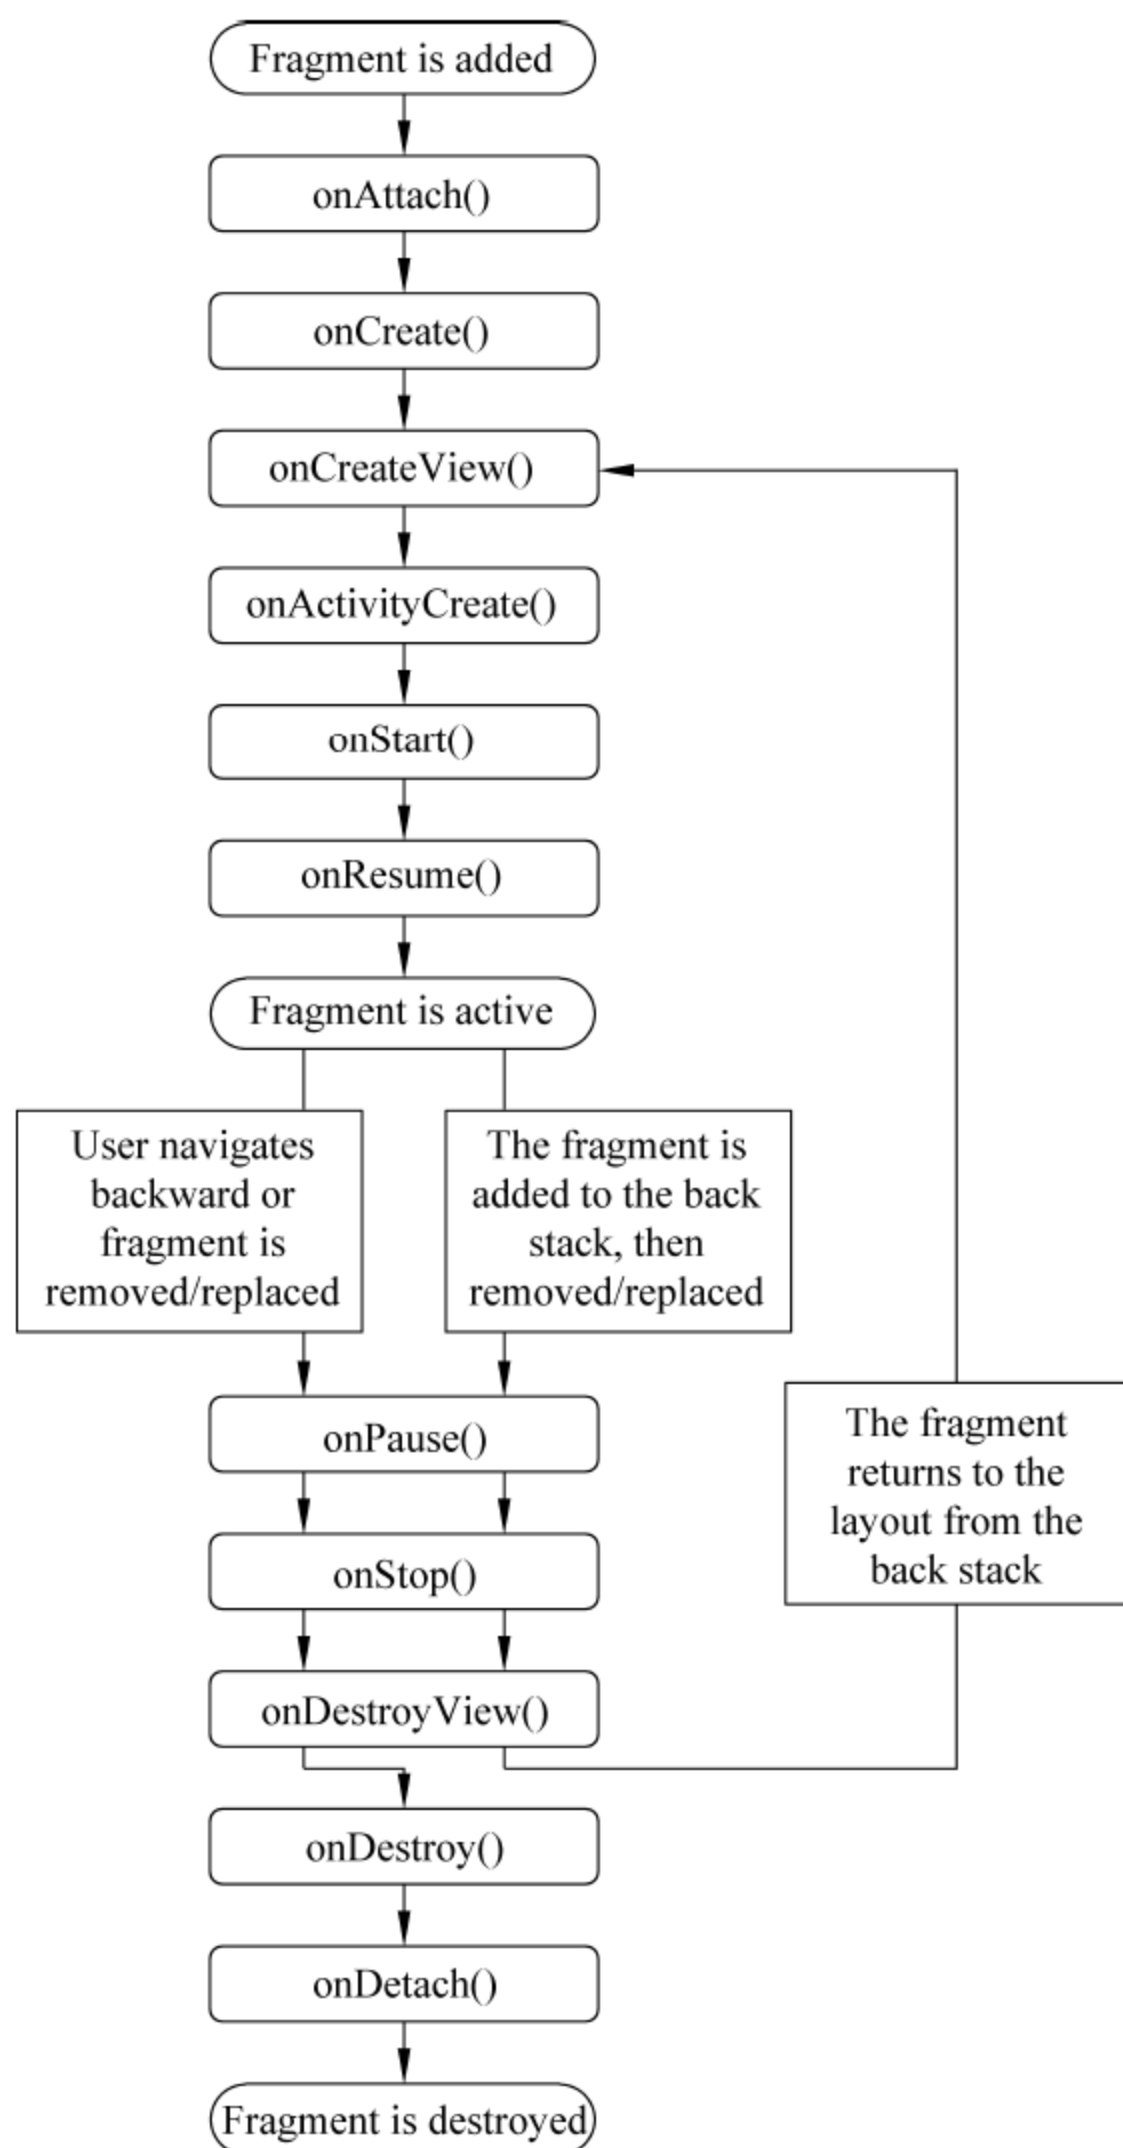 Fragment is added
onAttach()
onCreate()
onCreateView()
onActivityCreate()
onStart()
onResume()
Fragment is active
User navigates
backward or
fragment is
removed/replaced
The fragment is
added to the back
stack, then
removed/replaced
onPause()
The fragment
returns to the
layout from the
back stack
onStop()
onDestroyView()
onDestroy()
onDetach()
Fragment is destroyed